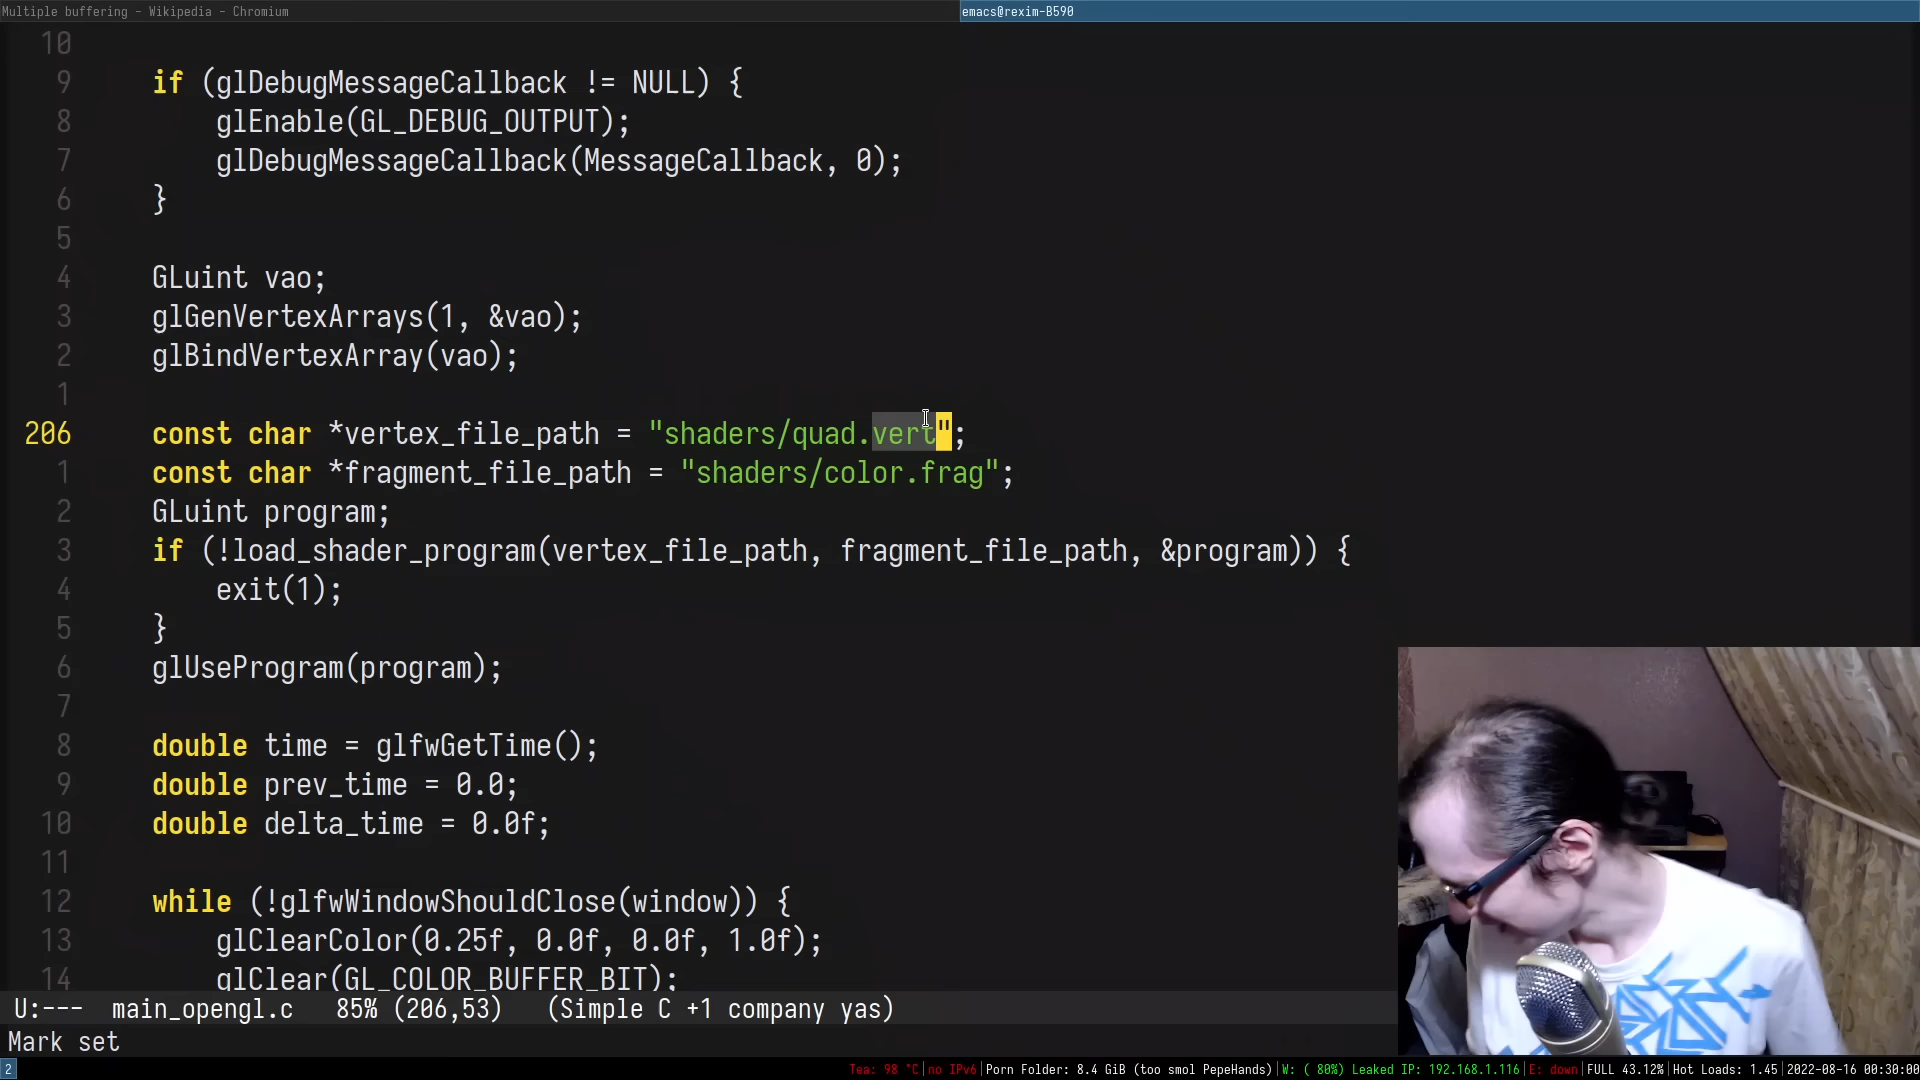 Multiple buffering - Wikipedia - Chromium
emacs@rexim-B590
10
9 if (glDebugMessageCallback != NULL) {
8 glEnable(GL_DEBUG_OUTPUT);
7 glDebugMessageCallback(MessageCallback, 0);
6 }
5
4 GLuint vao;
3 glGenVertexArrays(1, &vao);
2 glBindVertexArray(vao);
1
206 const char *vertex_file_path = "shaders/quad.vert";
1 const char *fragment_file_path = "shaders/color.frag";
2 GLuint program;
3 if (!load_shader_program(vertex_file_path, fragment_file_path, &program)) {
4 exit(1);
5 }
6 glUseProgram(program);
7
8 double time = glfwGetTime();
9 double prev_time = 0.0;
10 double delta_time = 0.0f;
11
12 while (!glfwWindowShouldClose(window)) {
13 glClearColor(0.25f, 0.0f, 0.0f, 1.0f);
14 glClear(GL_COLOR_BUFFER_BIT);
U:--- main_opengl.c 85% (206,53) (Simple C +1 company yas)
Mark set
2 Tea: 98 °C|no IPv6|Porn Folder: 8.4 GiB (too smol PepeHands)|W: ( 80%) Leaked IP: 192.168.1.116|E: down|FULL 43.12%|Hot Loads: 1.45|2022-08-16 00:30:00